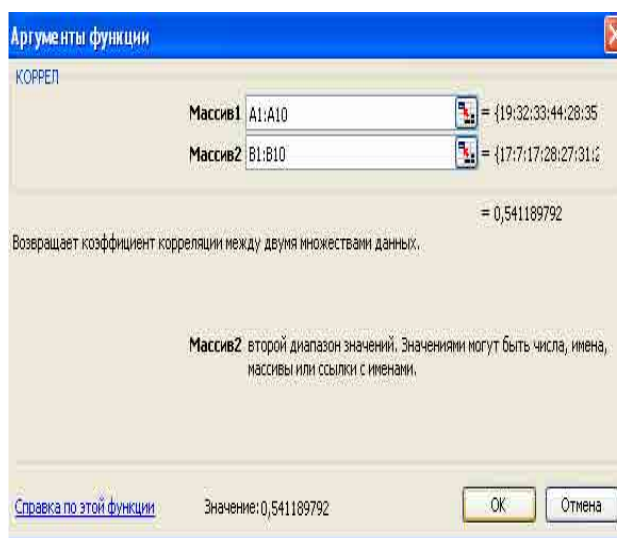 Аргументы функции
КОРРЕЛ
Массив1 A1:A10 = {19:32:33:44:28:35
Массив2 B1:B10 = {17:7:17:28:27:31:2
= 0,541189792
Возвращает коэффициент корреляции между двумя множествами данных.
Массив2 второй диапазон значений. Значениями могут быть числа, имена,
массивы или ссылки с именами.
Справка по этой функции Значение:0,541189792 OK Отмена